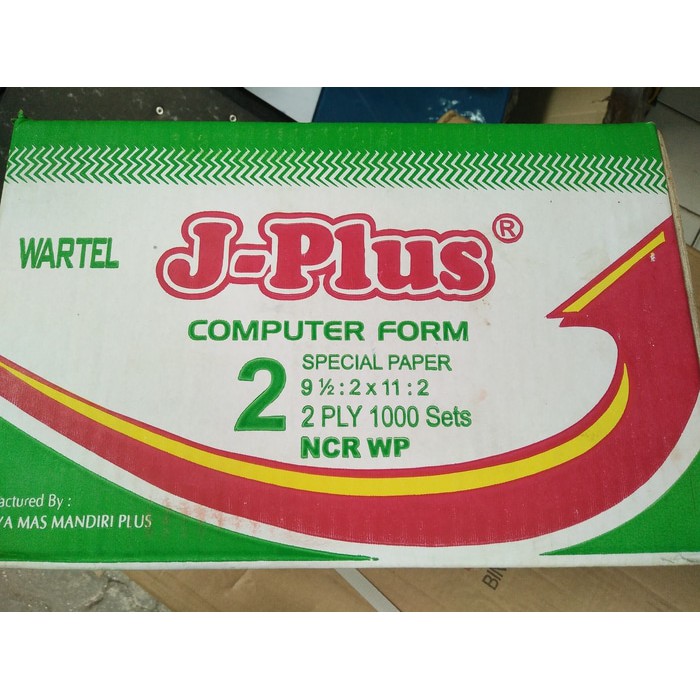 WARTEL
J-Plus®
COMPUTER FORM
2
SPECIAL PAPER
9 ½ : 2 x 11 : 2
2 PLY 1000 Sets
NCR WP
actured By :
YA MAS MANDIRI PLUS